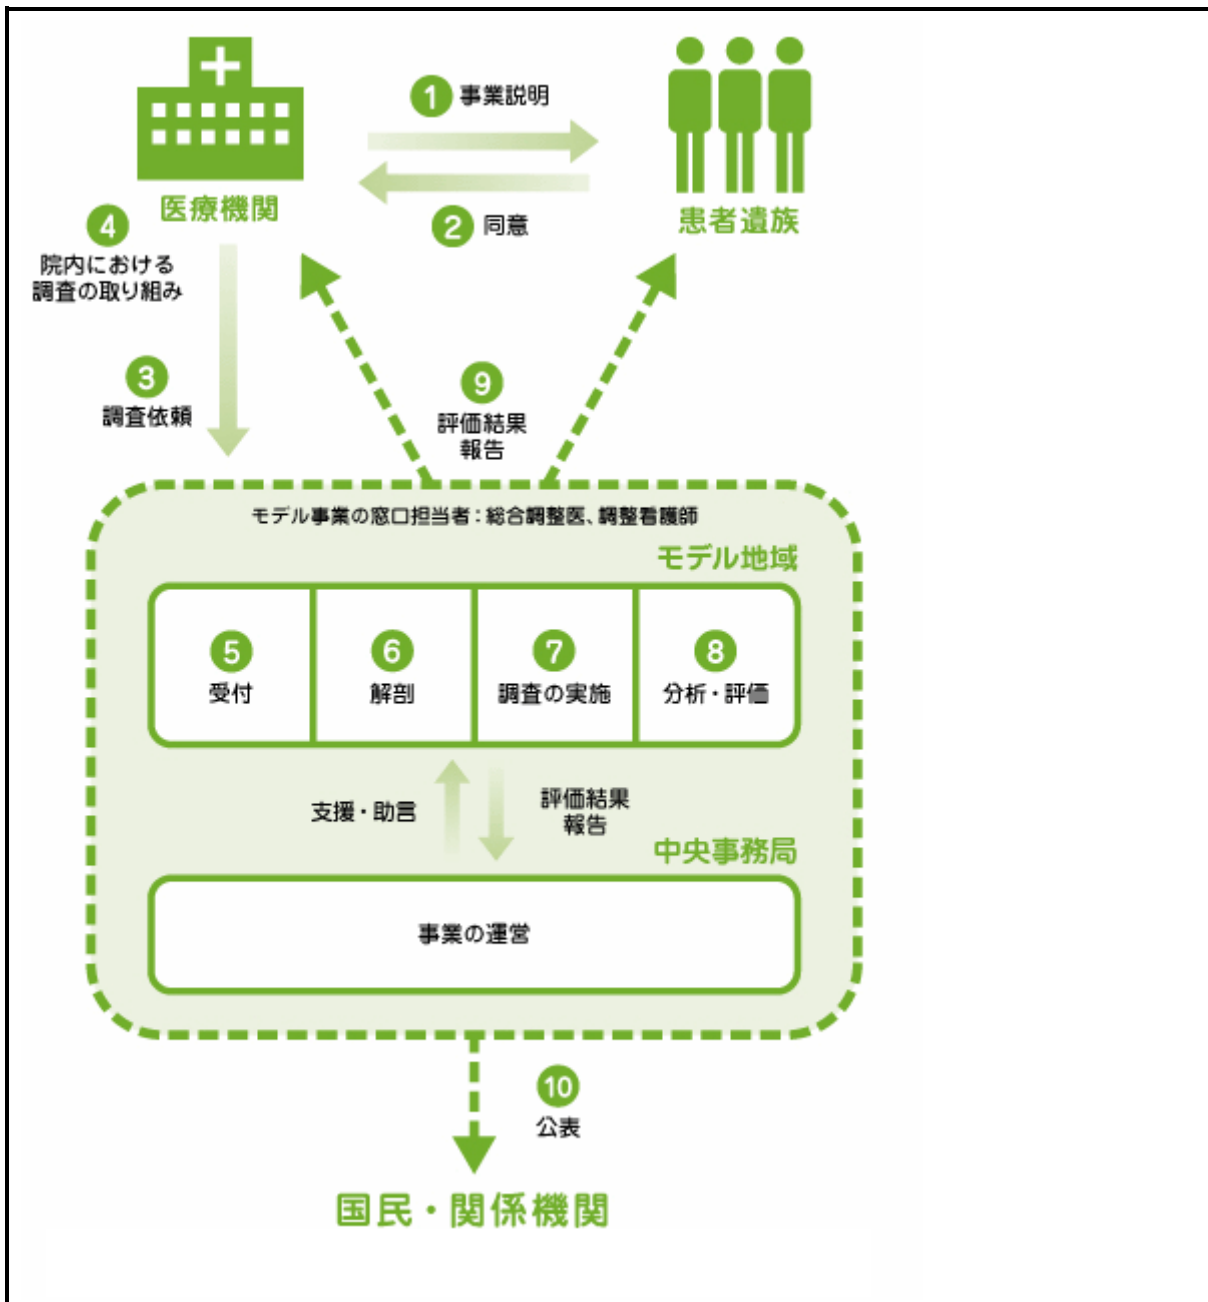 1 事業説明
医療機関
患者遺族
2 同意
4
院内における
調査の取り組み
3
調査依頼
9
評価結果
報告
モデル事業の窓口担当者：総合調整医、調整看護師
モデル地域
5 6 7 8
受付 解剖 調査の実施 分析・評価
支援・助言
評価結果
報告
中央事務局
事業の運営
10
公表
国民・関係機関